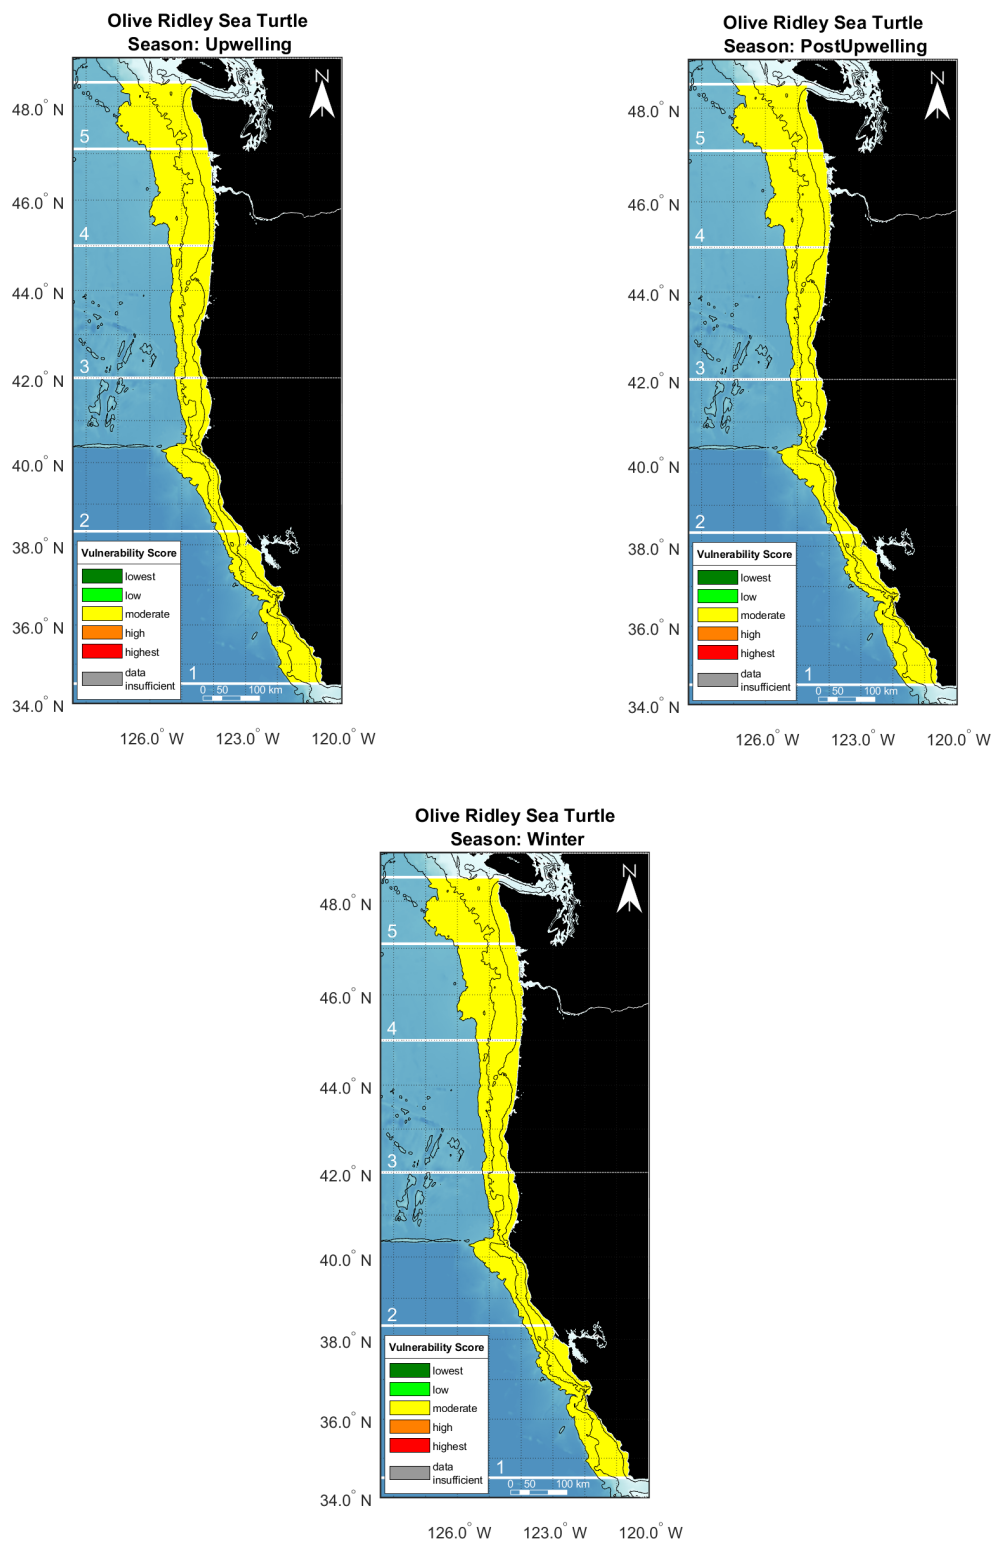 Olive Ridley Sea Turtle
Season: Upwelling
N
48.0° N
5
46.0° N
4
44.0° N
3
42.0° N
40.0° N
2
38.0° N
Vulnerability Score
lowest
low
moderate
high
highest
data
insufficient
36.0° N
1
0 50 100 km
34.0° N
126.0° W 123.0° W 120.0° W
Olive Ridley Sea Turtle
Season: PostUpwelling
N
48.0° N
5
46.0° N
4
44.0° N
3
42.0° N
40.0° N
2
38.0° N
Vulnerability Score
lowest
low
moderate
high
highest
data
insufficient
36.0° N
1
0 50 100 km
34.0° N
126.0° W 123.0° W 120.0° W
Olive Ridley Sea Turtle
Season: Winter
N
48.0° N
5
46.0° N
4
44.0° N
3
42.0° N
40.0° N
2
38.0° N
Vulnerability Score
lowest
low
moderate
high
highest
data
insufficient
36.0° N
1
0 50 100 km
34.0° N
126.0° W 123.0° W 120.0° W